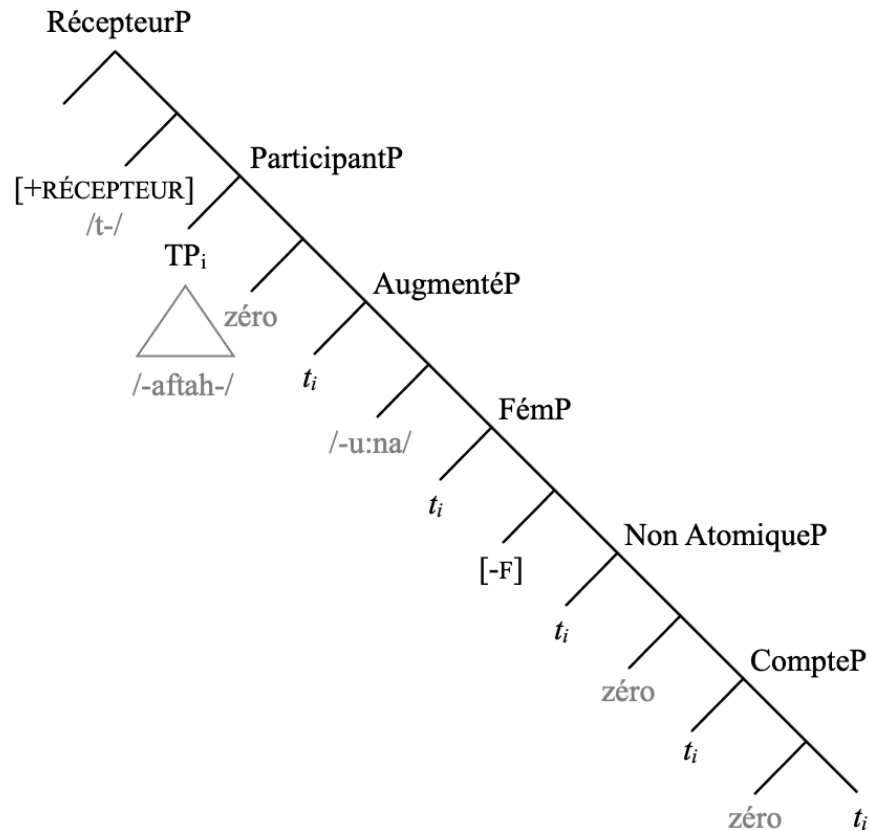 RécepteurP
ParticipantP
[+RÉCEPTEUR]
/t-/
TPi
AugmentéP
zéro
/-aftah-/
ti
FémP
/-u:na/
ti
Non AtomiqueP
[-F]
ti
CompteP
zéro
ti
zéro
ti